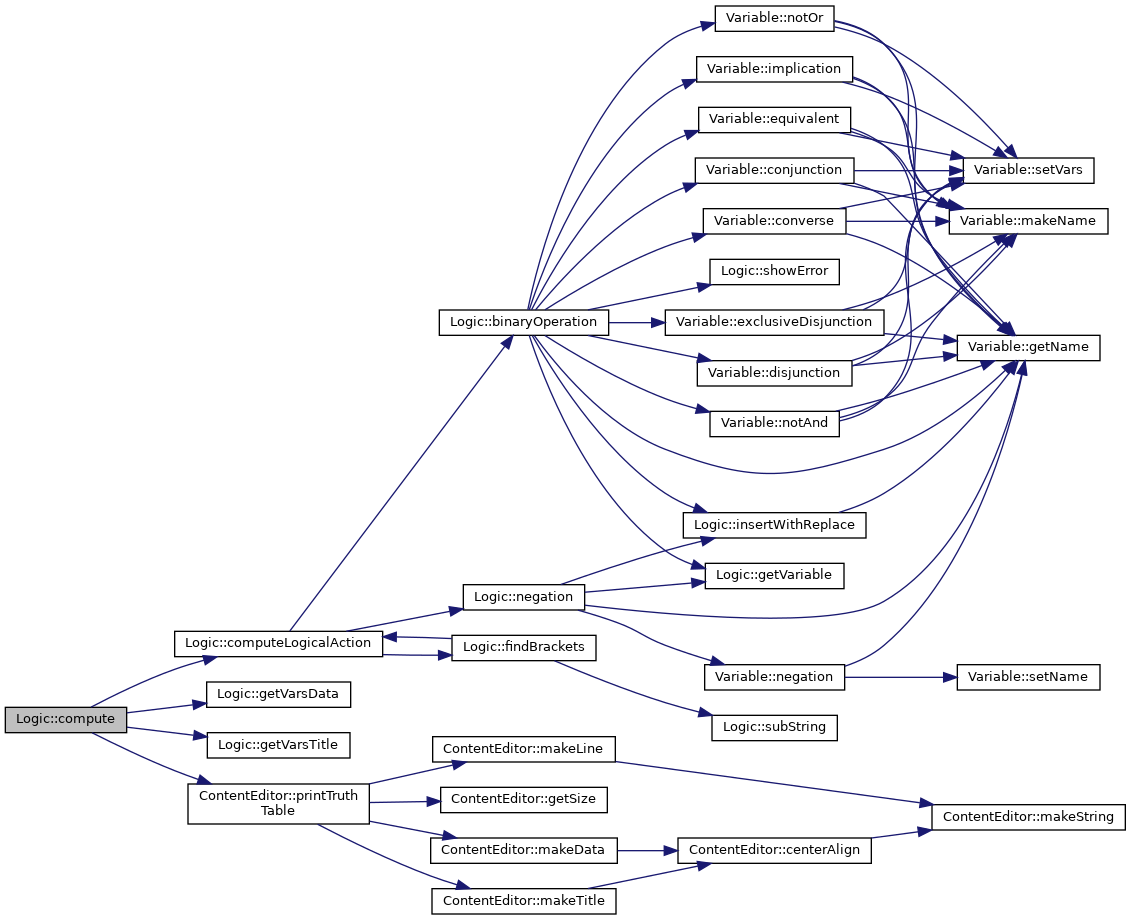 Variable::notOr
Variable::implication
Variable::equivalent
Variable::conjunction
Variable::setVars
Variable::converse
Variable::makeName
Logic::showError
Logic::binaryOperation
Variable::exclusiveDisjunction
Variable::getName
Variable::disjunction
Variable::notAnd
Logic::insertWithReplace
Logic::getVariable
Logic::negation
Logic::computeLogicalAction
Logic::findBrackets
Variable::negation
Variable::setName
Logic::getVarsData
Logic::compute
Logic::subString
Logic::getVarsTitle
ContentEditor::makeLine
ContentEditor::printTruth
Table
ContentEditor::getSize
ContentEditor::makeString
ContentEditor::makeData
ContentEditor::centerAlign
ContentEditor::makeTitle